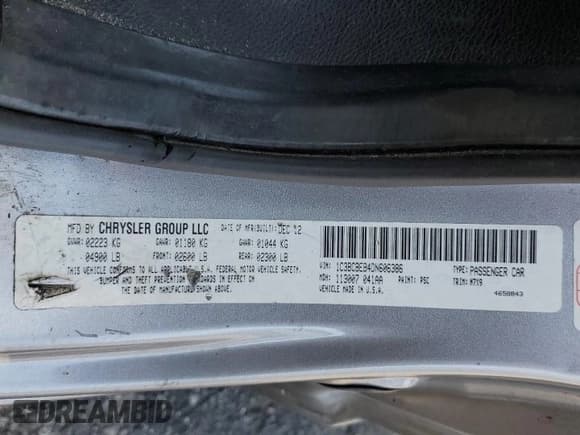 MFD BY CHRYSLER GROUP LLC
DATE OF MFR(BUILT): DEC 12
GVWR: 02223 KG GAWR: 01180 KG GAWR: 01044 KG
04900 LB FRONT: 02600 LB REAR: 02300 LB
THIS VEHICLE CONFORMS TO ALL APPLICABLE U.S.A. FEDERAL MOTOR VEHICLE SAFETY,
BUMPER AND THEFT PREVENTION STANDARDS IN EFFECT ON
THE DATE OF MANUFACTURE SHOWN ABOVE.
VIN: 1C3BCBEB4DN606386 TYPE: PASSENGER CAR
MDH: 113007 041AA PAINT: PSC TRIM: M7X9
VEHICLE MADE IN U.S.A.
4658843
DREAMBID